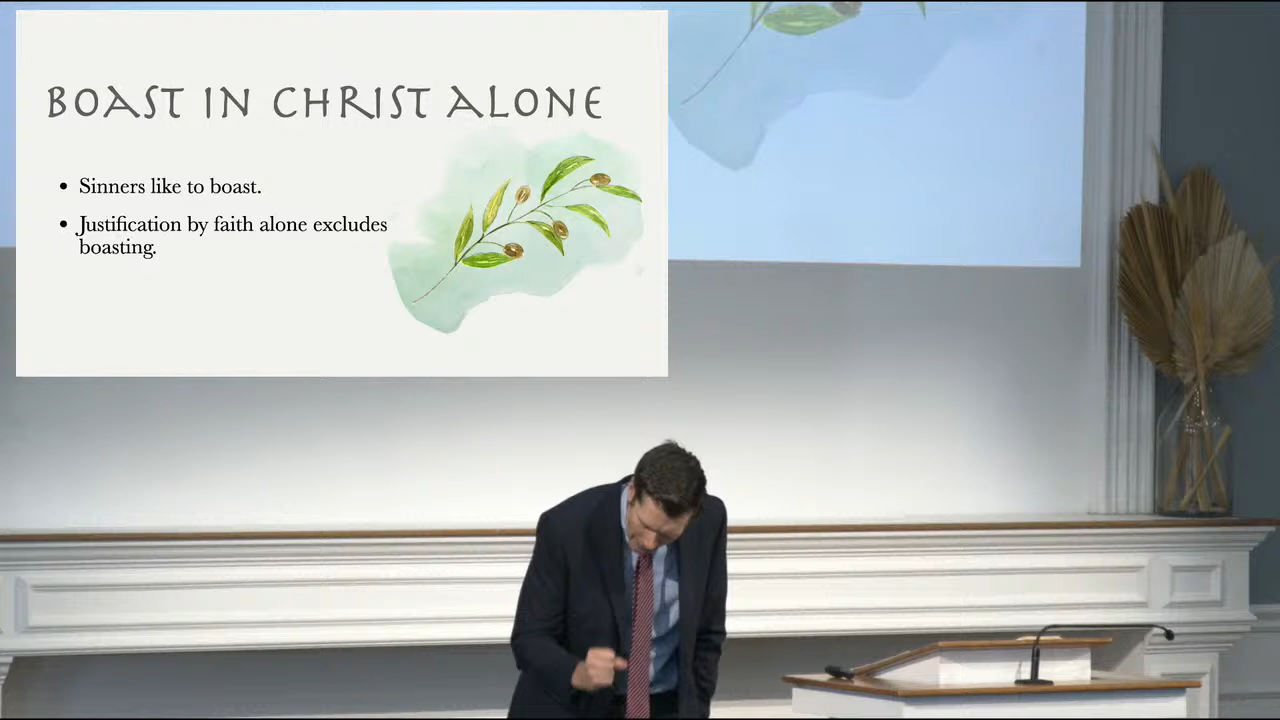 BOAST IN CHRIST ALONE
• Sinners like to boast.
• Justification by faith alone excludes
boasting.